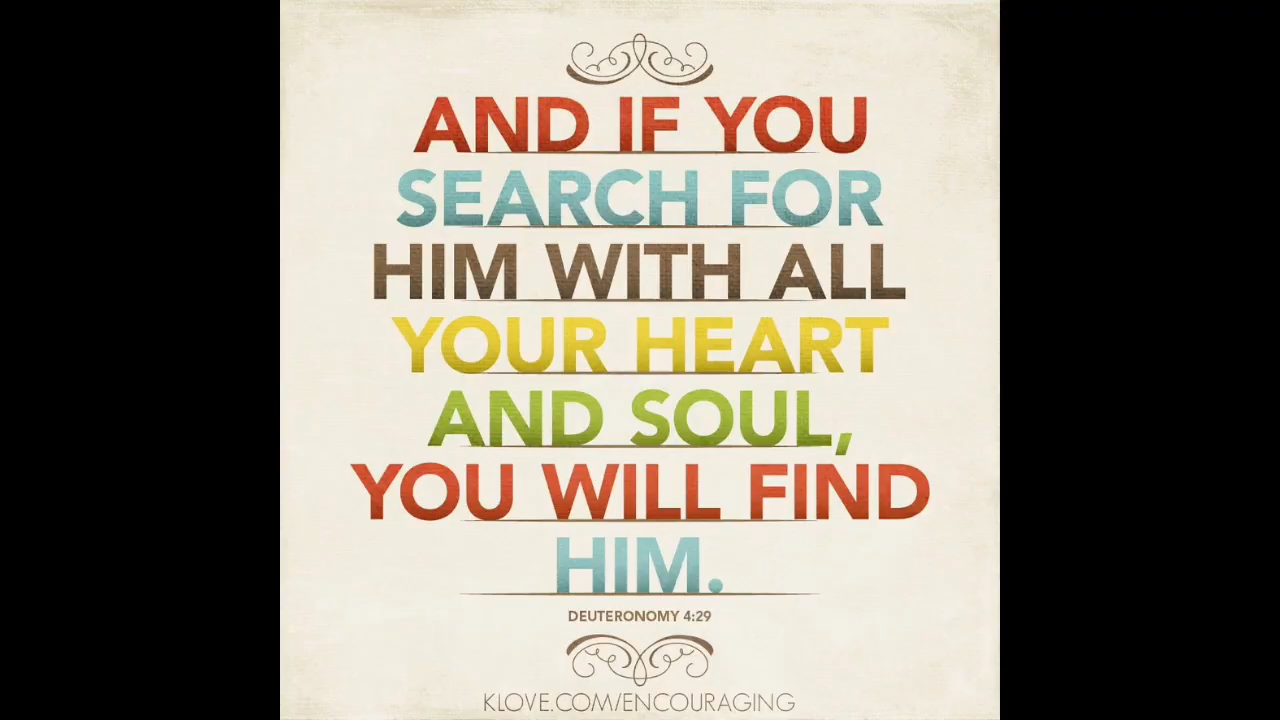 AND IF YOU
SEARCH FOR
HIM WITH ALL
YOUR HEART
AND SOUL,
YOU WILL FIND
HIM.
DEUTERONOMY 4:29
KLOVE.COM/ENCOURAGING